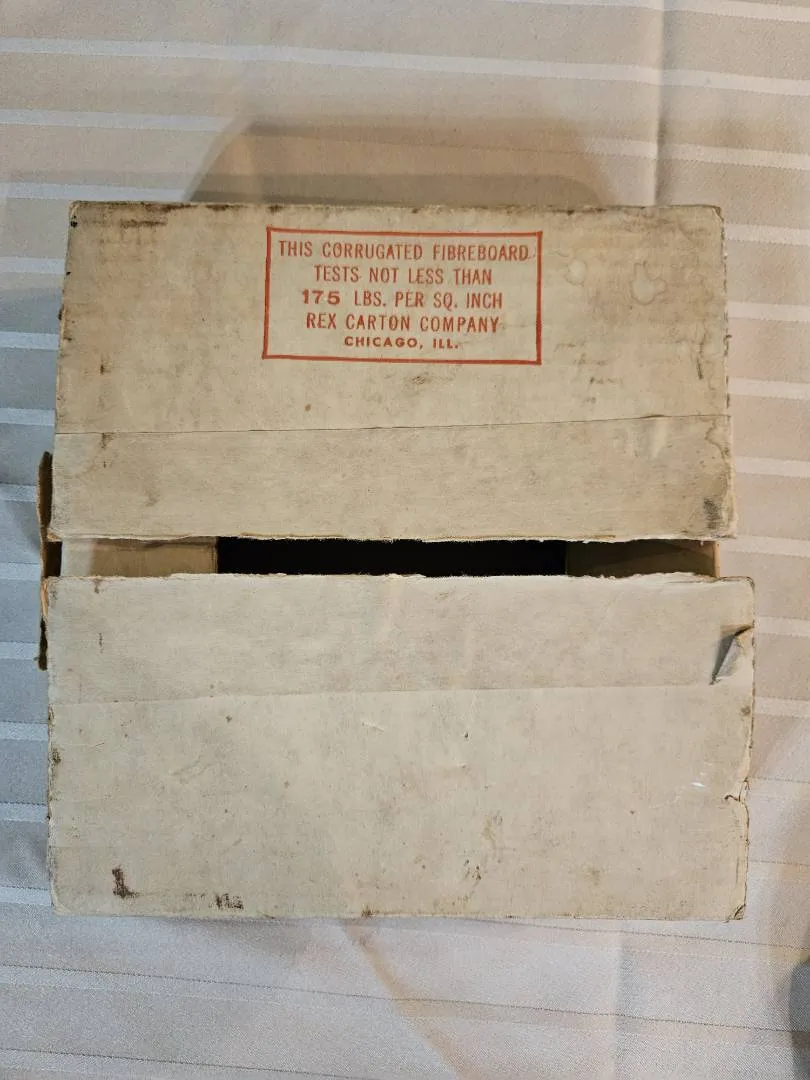 THIS CORRUGATED FIBREBOARD
TESTS NOT LESS THAN
175 LBS. PER SQ. INCH
REX CARTON COMPANY
CHICAGO, ILL.